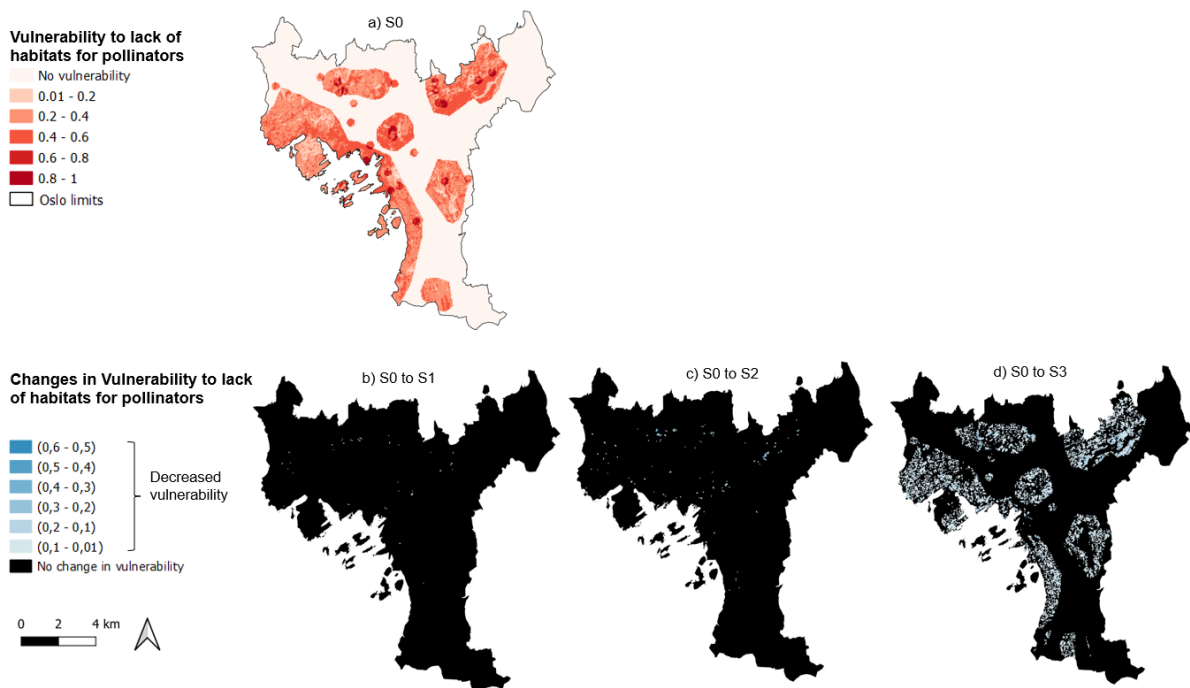 a) S0
Vulnerability to lack of
habitats for pollinators
No vulnerability
0.01 - 0.2
0.2 - 0.4
0.4 - 0.6
0.6 - 0.8
0.8 - 1
Oslo limits
Changes in Vulnerability to lack
of habitats for pollinators
b) S0 to S1
c) S0 to S2
d) S0 to S3
(0,6 - 0,5)
(0,5 - 0,4)
(0,4 - 0,3)
(0,3 - 0,2)
(0,2 - 0,1)
(0,1 - 0,01)
Decreased
vulnerability
No change in vulnerability
0 2 4 km